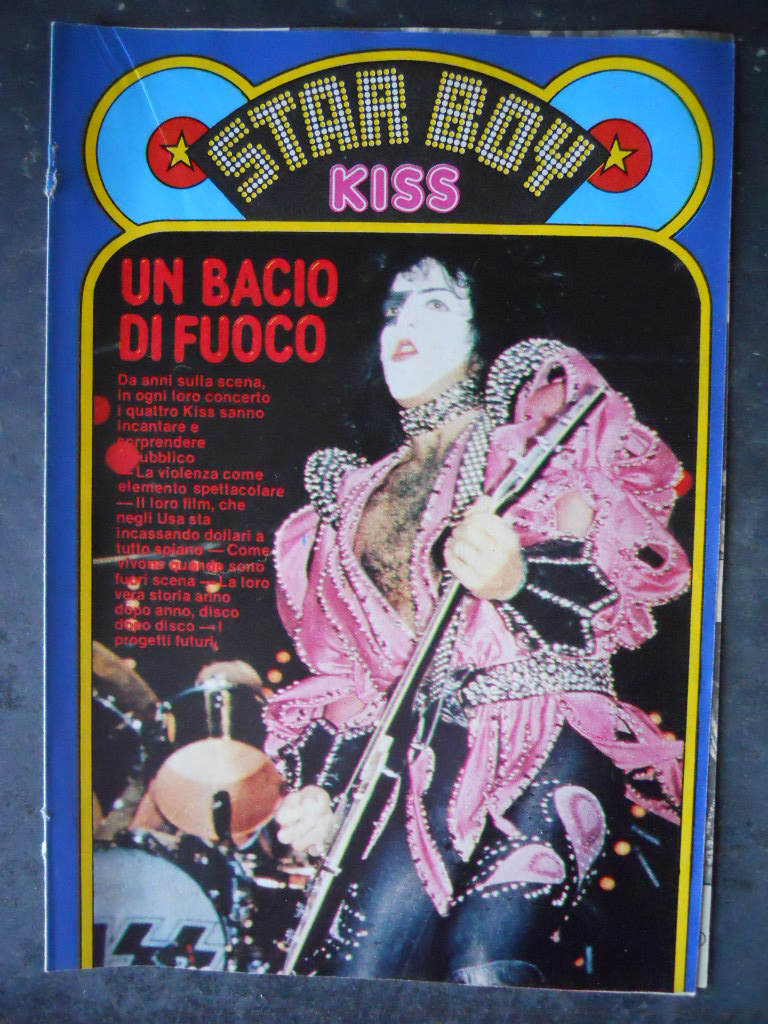 STAR BOY
KISS
UN BACIO
DI FUOCO
Da anni sulla scena,
in ogni loro concerto
i quattro Kiss sanno
incantare e
sorprendere
pubblico
— La violenza come
elemento spettacolare
— Il loro film, che
negli Usa sta
incassando dollari a
tutto spiano — Come
vivono quando sono
fuori scena — La loro
vera storia anno
dopo anno, disco
dopo disco — I
progetti futuri.